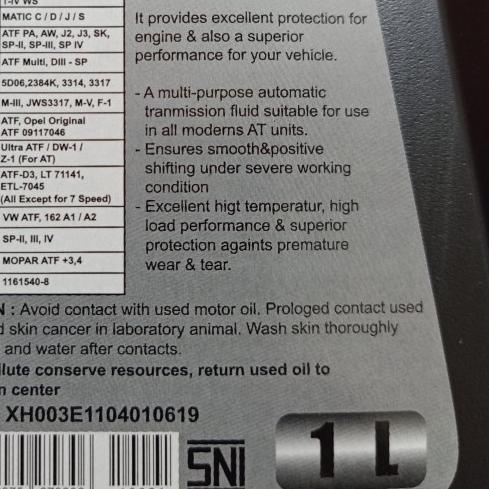 T-IV WS
MATIC C / D / J / S
ATF PA, AW, J2, J3, SK,
SP-II, SP-III, SP IV
ATF Multi, DIII - SP
5D06,2384K, 3314, 3317
M-III, JWS3317, M-V, F-1
ATF, Opel Original
ATF 09117046
Ultra ATF / DW-1 /
Z-1 (For AT)
ATF-D3, LT 71141,
ETL-7045
(All Except for 7 Speed)
VW ATF, 162 A1 / A2
SP-II, III, IV
MOPAR ATF +3,4
1161540-8
It provides excellent protection for
engine & also a superior
performance for your vehicle.
- A multi-purpose automatic
tranmission fluid suitable for use
in all moderns AT units.
- Ensures smooth&positive
shifting under severe working
condition
- Excellent higt temperatur, high
load performance & superior
protection againts premature
wear & tear.
N : Avoid contact with used motor oil. Prologed contact used
d skin cancer in laboratory animal. Wash skin thoroughly
and water after contacts.
llute conserve resources, return used oil to
n center
XH003E1104010619
SNI
1 L